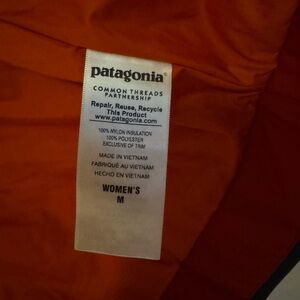 patagonia®
COMMON THREADS
PARTNERSHIP
Repair, Reuse, Recycle
This Product
www.patagonia.com
100% NYLON INSULATION
100% POLYESTER
EXCLUSIVE OF TRIM
MADE IN VIETNAM
FABRIQUÉ AU VIETNAM
HECHO EN VIETNAM
WOMEN'S
M